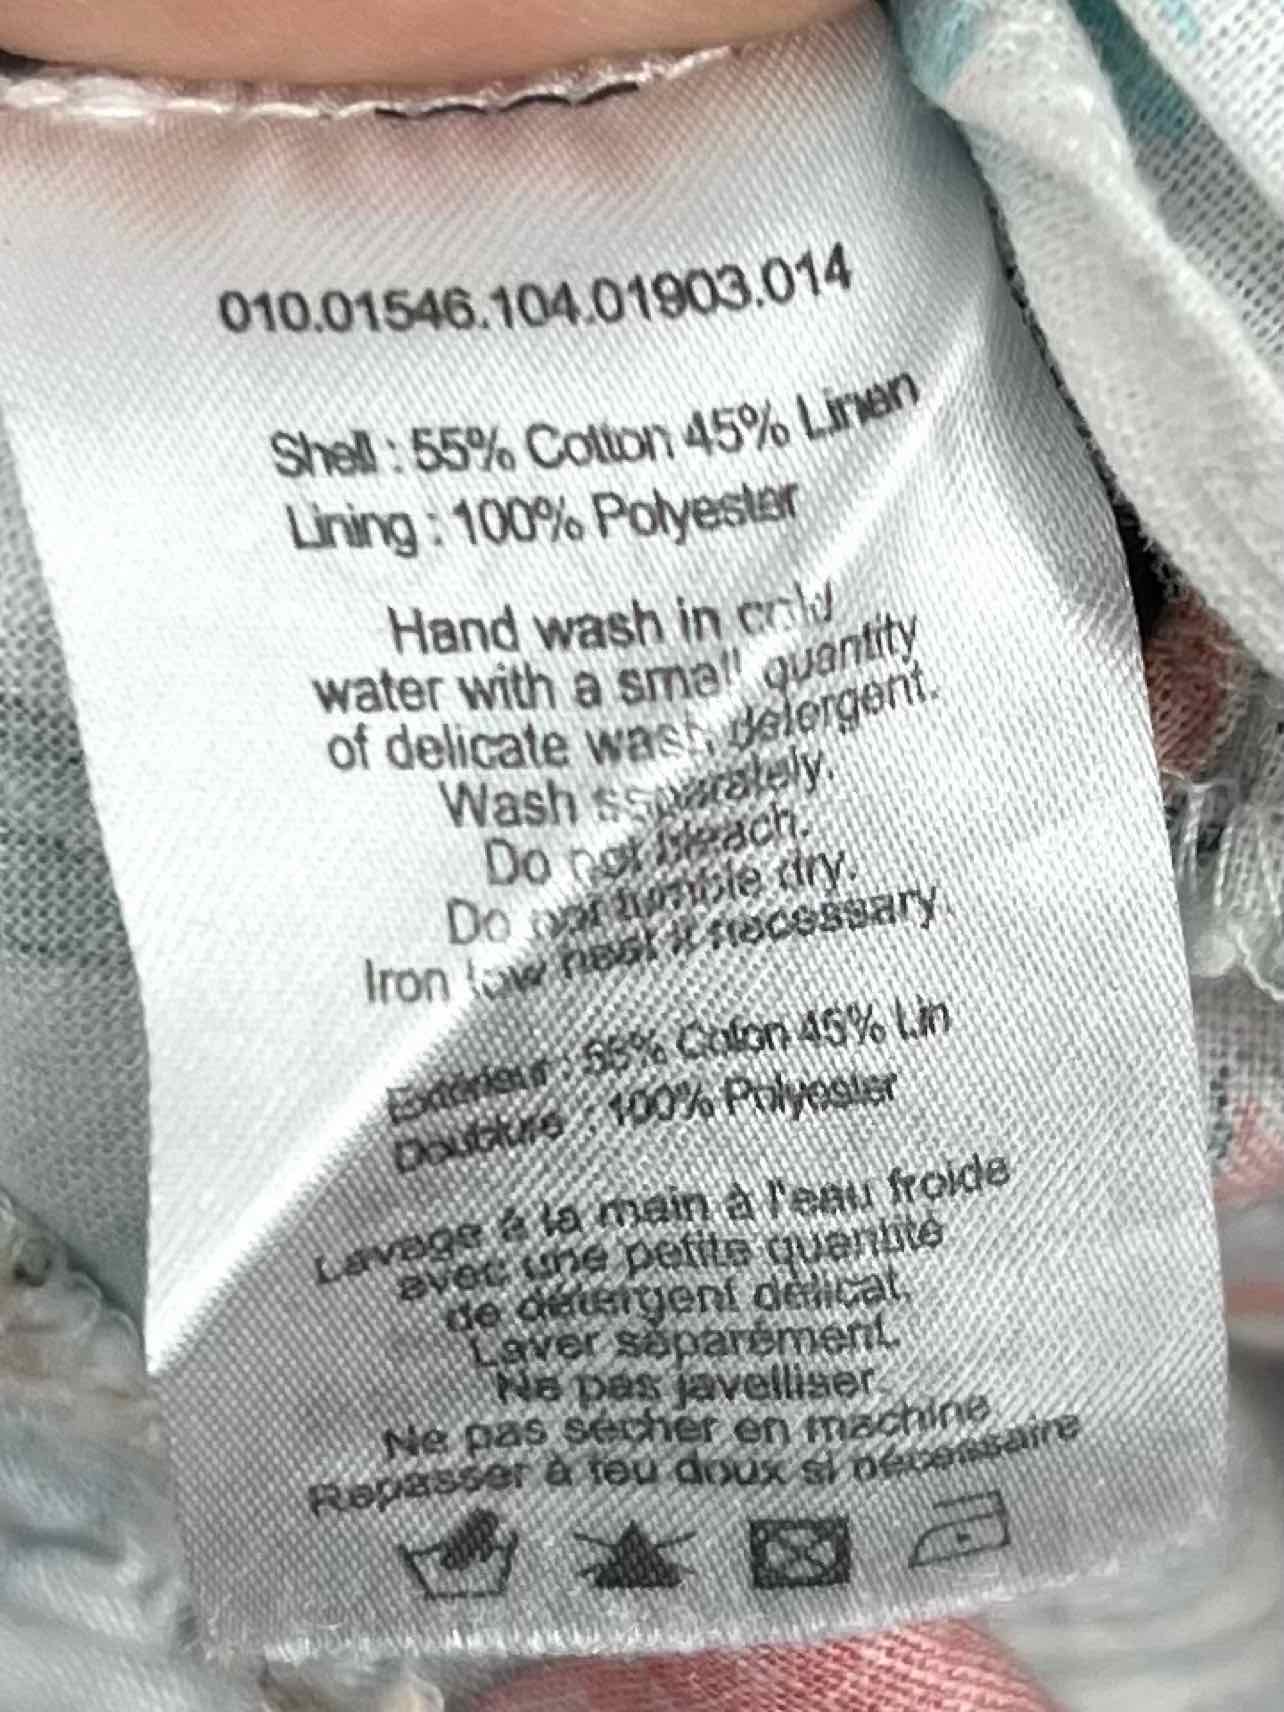 010.01546.104.01903.014
Shell : 55% Cotton 45% Linen
Lining : 100% Polyester
Hand wash in cold
water with a small quantity
of delicate wash detergent.
Wash separately.
Do not bleach.
Do not tumble dry.
Iron low heat if necessary.
Extérieur : 55% Coton 45% Lin
Doublure : 100% Polyester
Lavage à la main à l'eau froide
avec une petite quantité
de détergent délicat.
Laver séparément.
Ne pas javelliser.
Ne pas sécher en machine
Repasser à feu doux si nécessaire